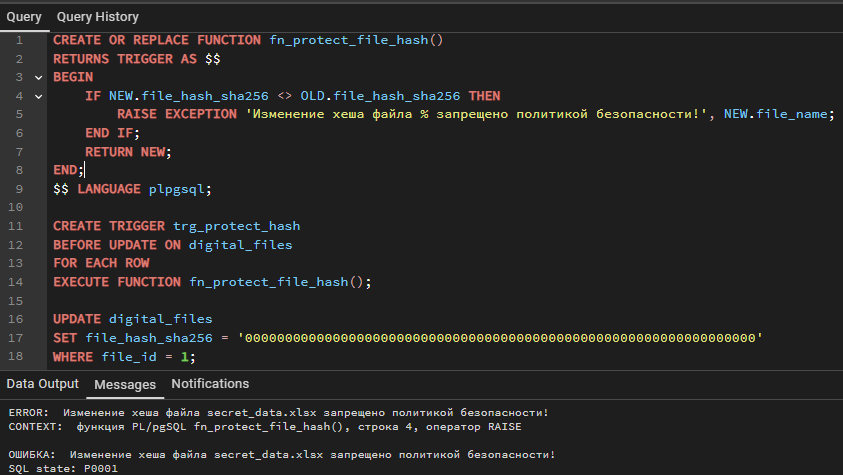 Query Query History
1 CREATE OR REPLACE FUNCTION fn_protect_file_hash()
2 RETURNS TRIGGER AS $$
3 BEGIN
4 IF NEW.file_hash_sha256 <> OLD.file_hash_sha256 THEN
5 RAISE EXCEPTION 'Изменение хеша файла % запрещено политикой безопасности!', NEW.file_name;
6 END IF;
7 RETURN NEW;
8 END;
9 $$ LANGUAGE plpgsql;
10
11 CREATE TRIGGER trg_protect_hash
12 BEFORE UPDATE ON digital_files
13 FOR EACH ROW
14 EXECUTE FUNCTION fn_protect_file_hash();
15
16 UPDATE digital_files
17 SET file_hash_sha256 = '0000000000000000000000000000000000000000000000000000000000000000'
18 WHERE file_id = 1;
Data Output Messages Notifications
ERROR: Изменение хеша файла secret_data.xlsx запрещено политикой безопасности!
CONTEXT: функция PL/pgSQL fn_protect_file_hash(), строка 4, оператор RAISE
ОШИБКА: Изменение хеша файла secret_data.xlsx запрещено политикой безопасности!
SQL state: P0001